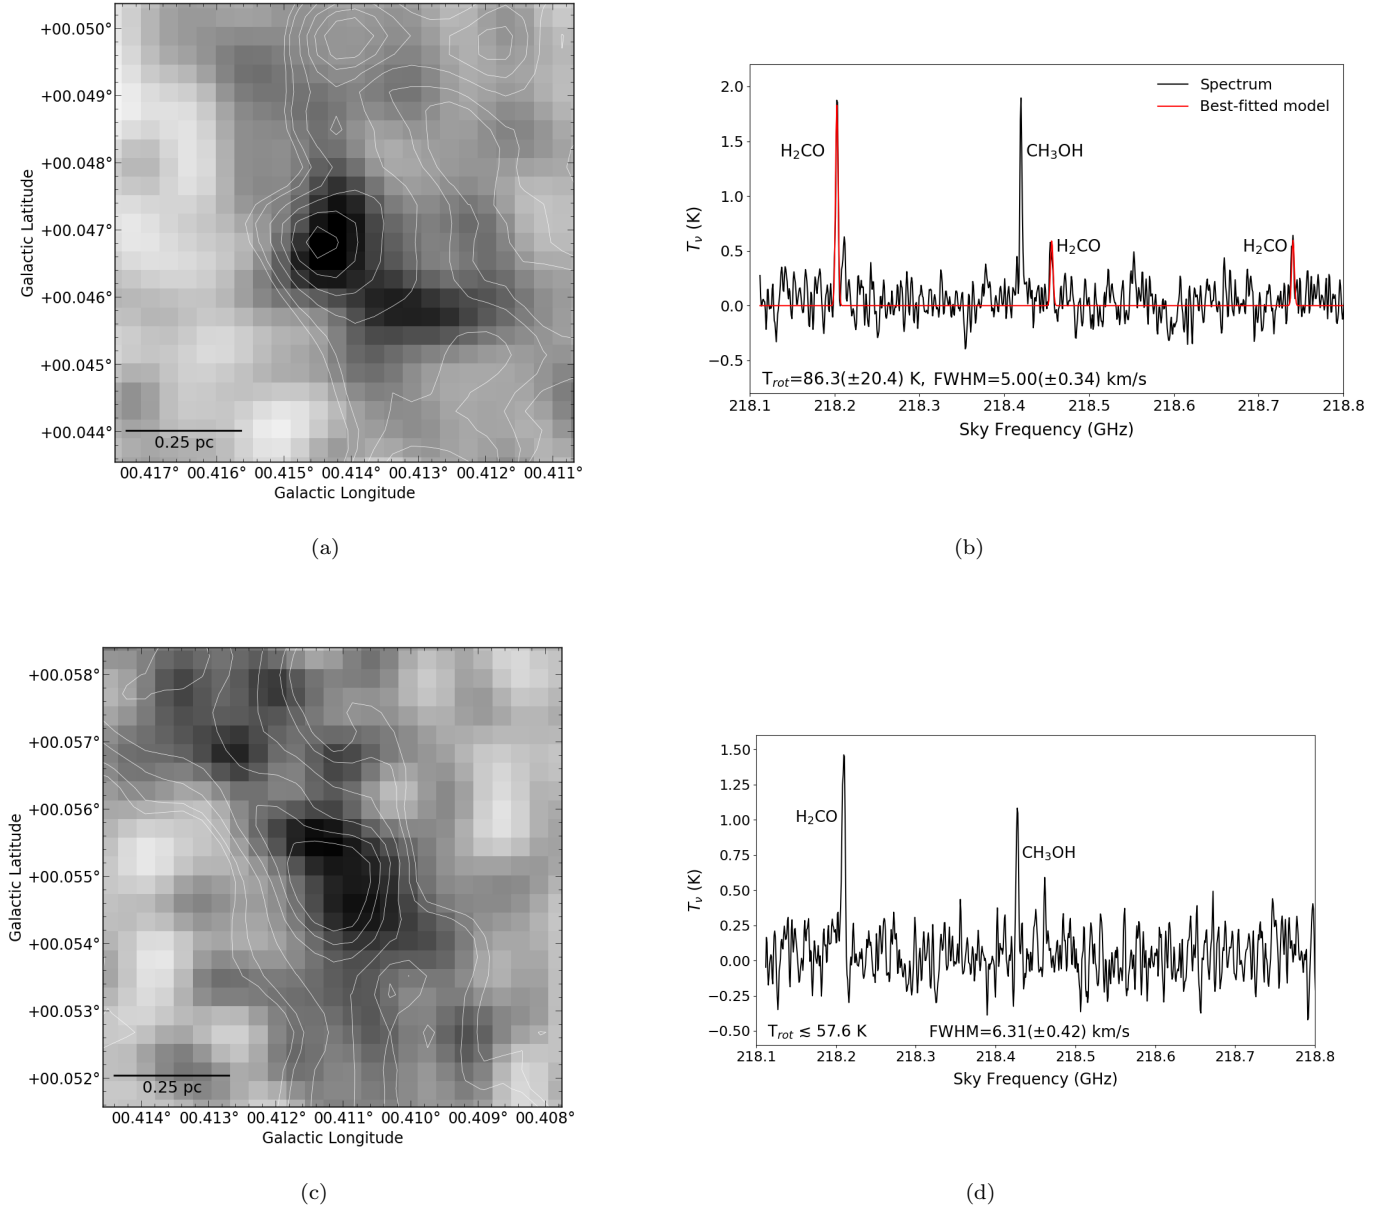 +00.050°
+00.049°
+00.048°
+00.047°
+00.046°
+00.045°
+00.044°
Galactic Latitude
0.25 pc
00.417° 00.416° 00.415° 00.414° 00.413° 00.412° 00.411°
Galactic Longitude
(a)
2.0
1.5
1.0
0.5
0.0
−0.5
T𝜈 (K)
Spectrum
Best-fitted model
H₂CO
CH₃OH
H₂CO
H₂CO
T_rot=86.3(±20.4) K, FWHM=5.00(±0.34) km/s
218.1 218.2 218.3 218.4 218.5 218.6 218.7 218.8
Sky Frequency (GHz)
(b)
+00.058°
+00.057°
+00.056°
+00.055°
+00.054°
+00.053°
+00.052°
Galactic Latitude
0.25 pc
00.414° 00.413° 00.412° 00.411° 00.410° 00.409° 00.408°
Galactic Longitude
(c)
1.50
1.25
1.00
0.75
0.50
0.25
0.00
−0.25
−0.50
T𝜈 (K)
H₂CO
CH₃OH
T_rot ≲ 57.6 K FWHM=6.31(±0.42) km/s
218.1 218.2 218.3 218.4 218.5 218.6 218.7 218.8
Sky Frequency (GHz)
(d)